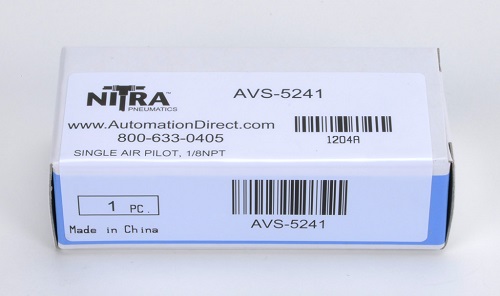 NITRA™
PNEUMATICS
AVS-5241
www.AutomationDirect.com
800-633-0405
1204A
SINGLE AIR PILOT, 1/8NPT
1 PC.
Made in China
AVS-5241